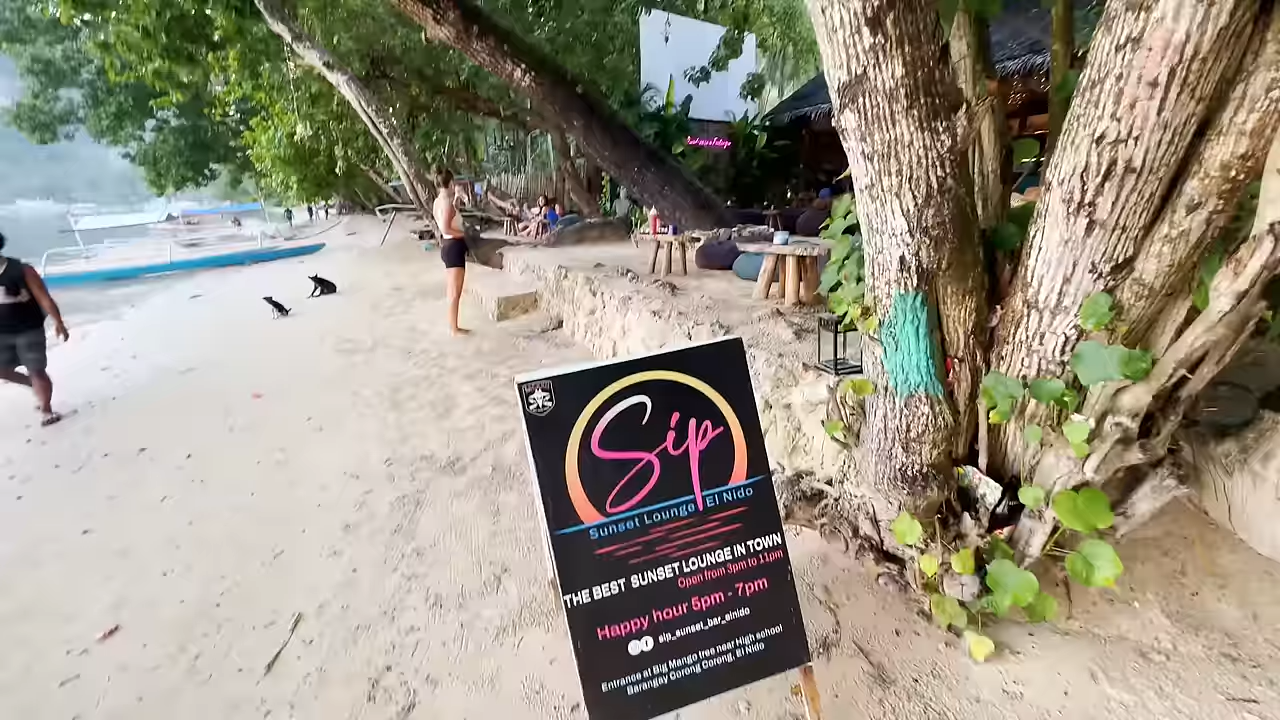 Sip
Sunset Lounge El Nido
THE BEST SUNSET LOUNGE IN TOWN
Open from 3pm to 11pm
Happy hour 5pm - 7pm
sip_sunset_bar_elnido
Entrance at Big Mango tree near High school
Barangay Corong Corong, El Nido